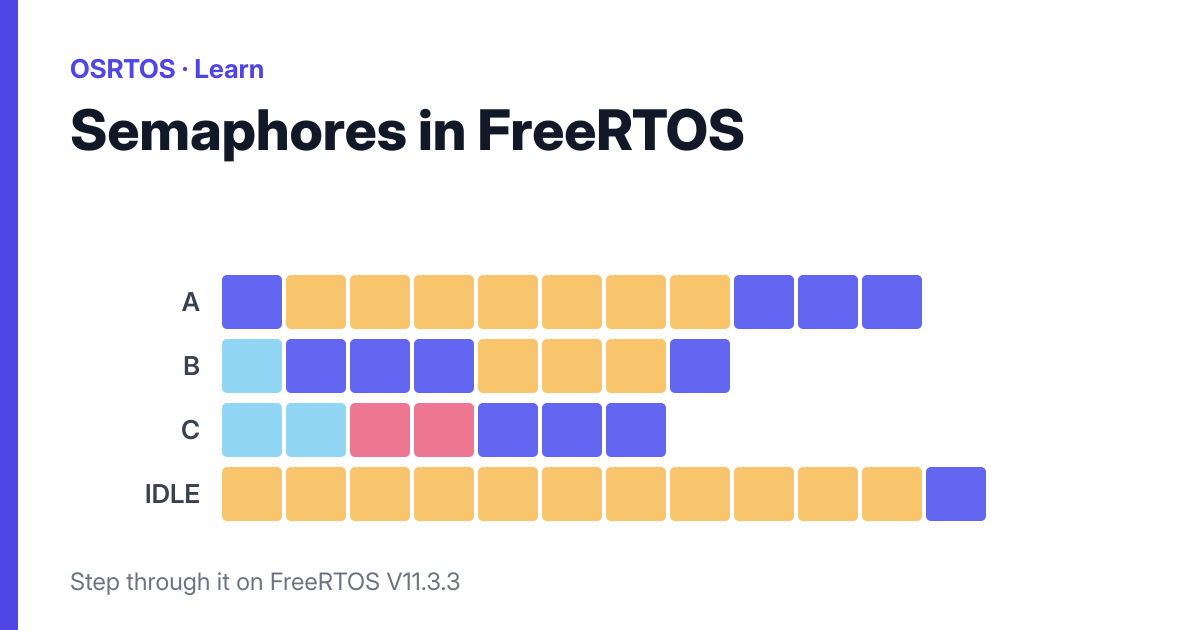 OSRTOS · Learn
Semaphores in FreeRTOS
A
B
C
IDLE
Step through it on FreeRTOS V11.3.3